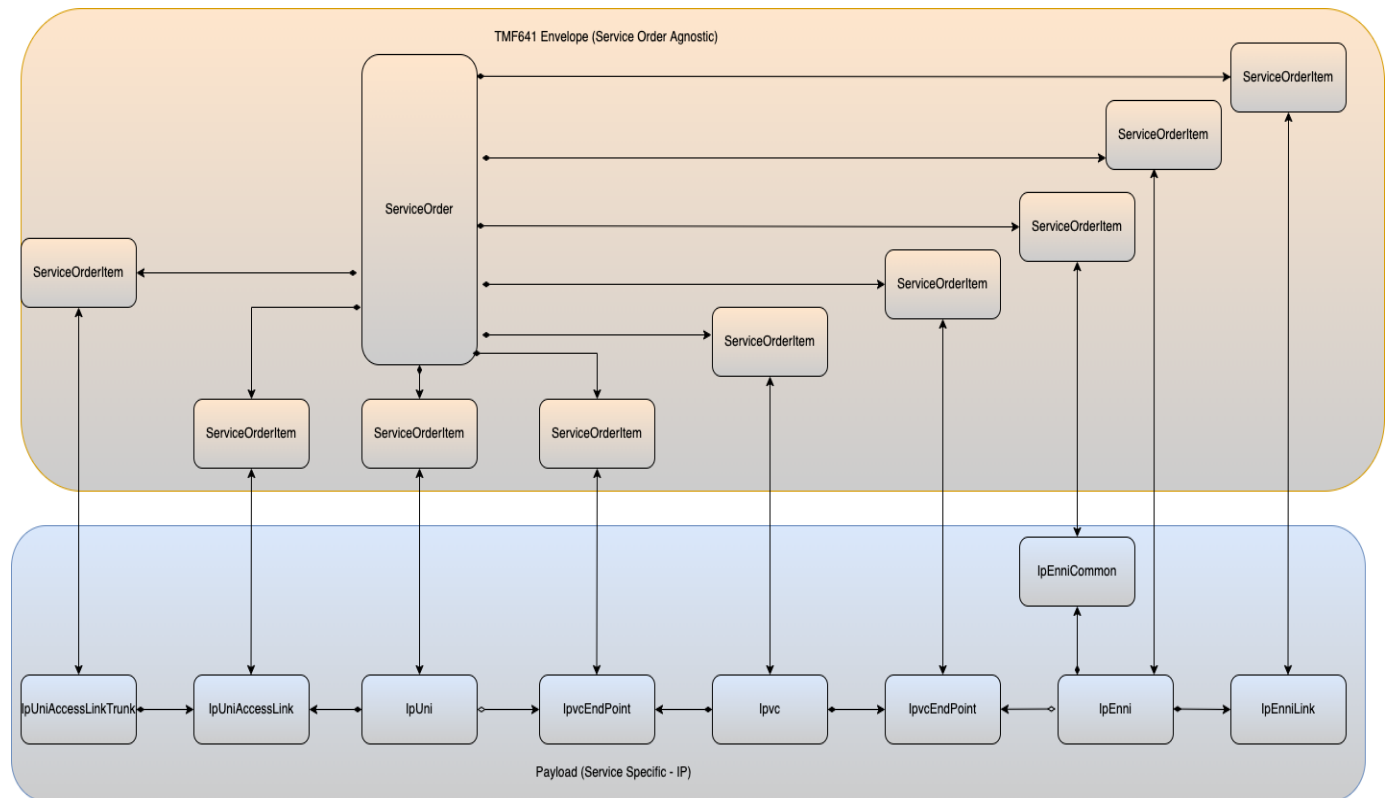 TMF641 Envelope (Service Order Agnostic)
ServiceOrderItem
ServiceOrderItem
ServiceOrder
ServiceOrderItem
ServiceOrderItem
ServiceOrderItem
ServiceOrderItem
ServiceOrderItem
ServiceOrderItem
ServiceOrderItem
IpEnniCommon
IpUniAccessLinkTrunk
IpUniAccessLink
IpUni
IpvcEndPoint
Ipvc
IpvcEndPoint
IpEnni
IpEnniLink
Payload (Service Specific - IP)